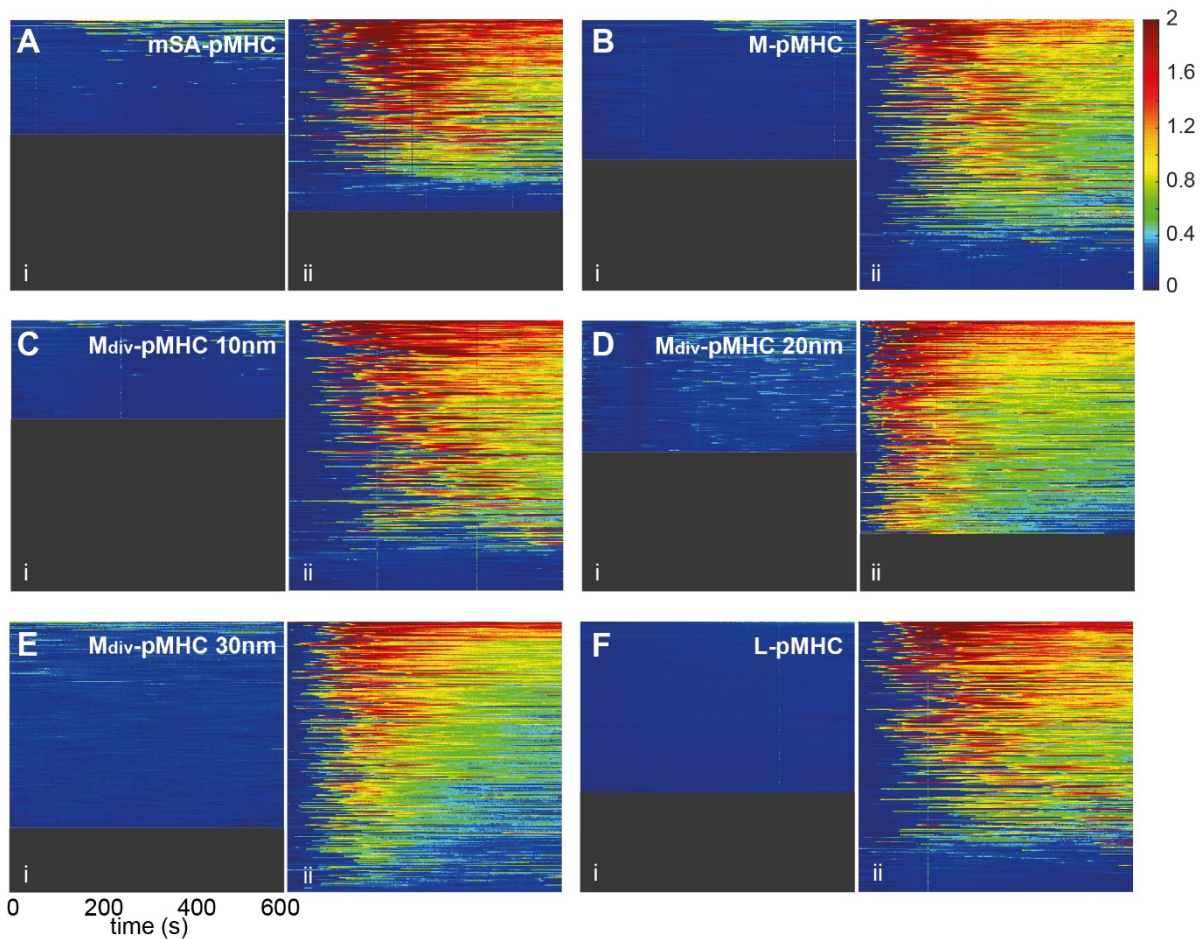 A mSA-pMHC
i
ii
B M-pMHC
i
ii
2
1.6
1.2
0.8
0.4
0
C Mdiv-pMHC 10nm
i
ii
D Mdiv-pMHC 20nm
i
ii
E Mdiv-pMHC 30nm
i
ii
F L-pMHC
i
ii
0 200 400 600
time (s)